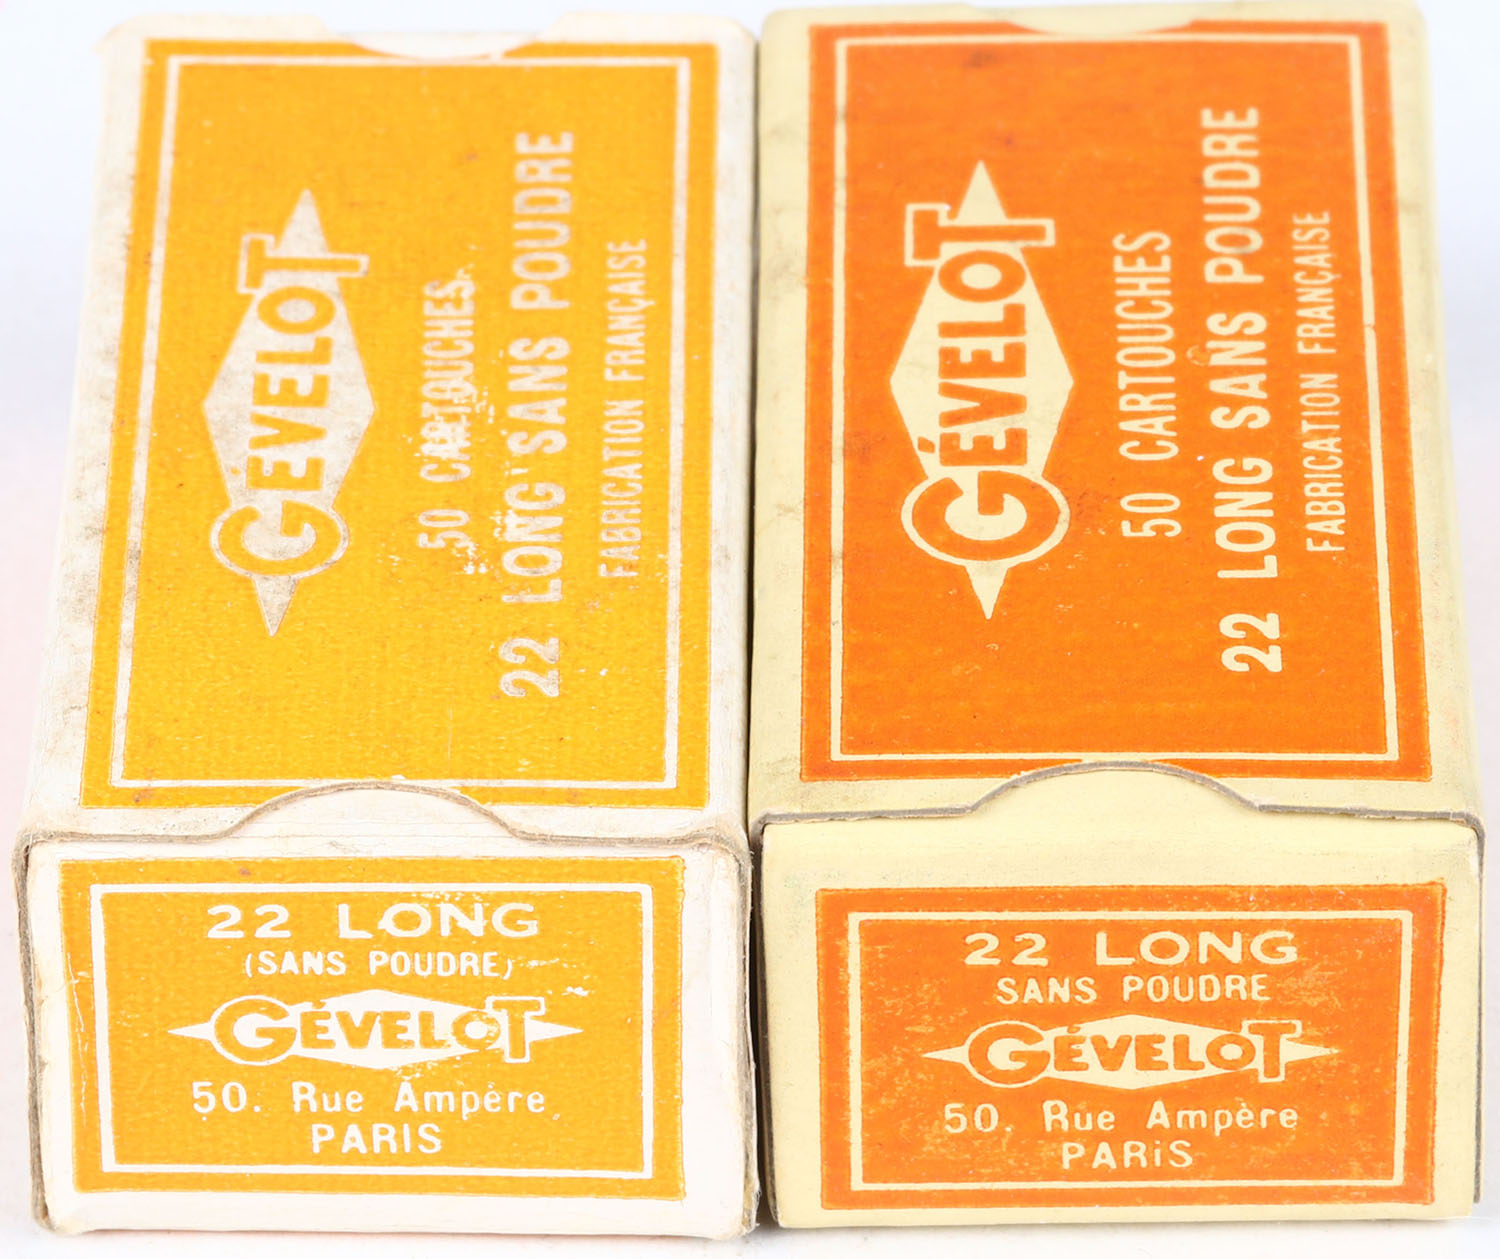 GÉVELOT
50 CARTOUCHES
22 LONG SANS POUDRE
FABRICATION FRANÇAISE
22 LONG
(SANS POUDRE)
GÉVELOT
50. Rue Ampère
PARIS
GÉVELOT
50 CARTOUCHES
22 LONG SANS POUDRE
FABRICATION FRANÇAISE
22 LONG
SANS POUDRE
GÉVELOT
50. Rue Ampère
PARiS